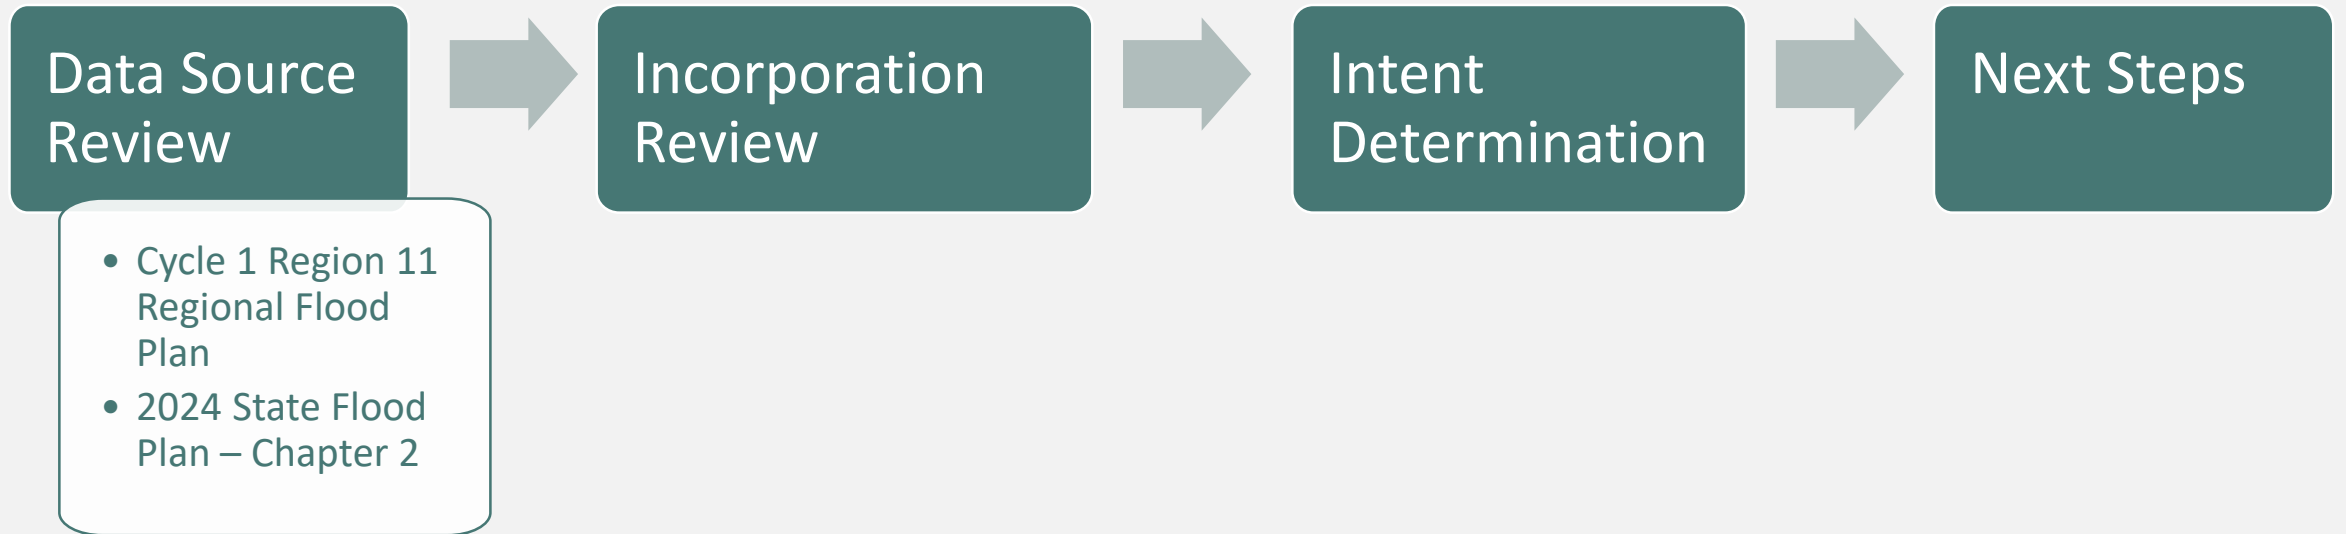 Data Source
Review
Incorporation
Review
Intent
Determination
Next Steps
• Cycle 1 Region 11
Regional Flood
Plan
• 2024 State Flood
Plan – Chapter 2